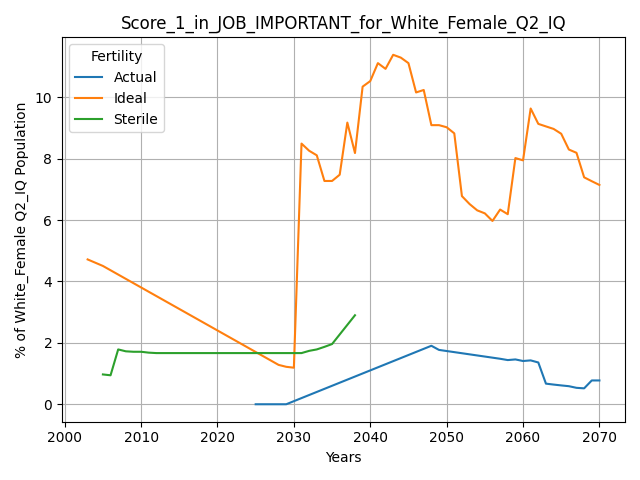 Score_1_in_JOB_IMPORTANT_for_White_Female_Q2_IQ
Fertility
Actual
Ideal
Sterile
% of White_Female Q2_IQ Population
10
8
6
4
2
0
2000 2010 2020 2030 2040 2050 2060 2070
Years